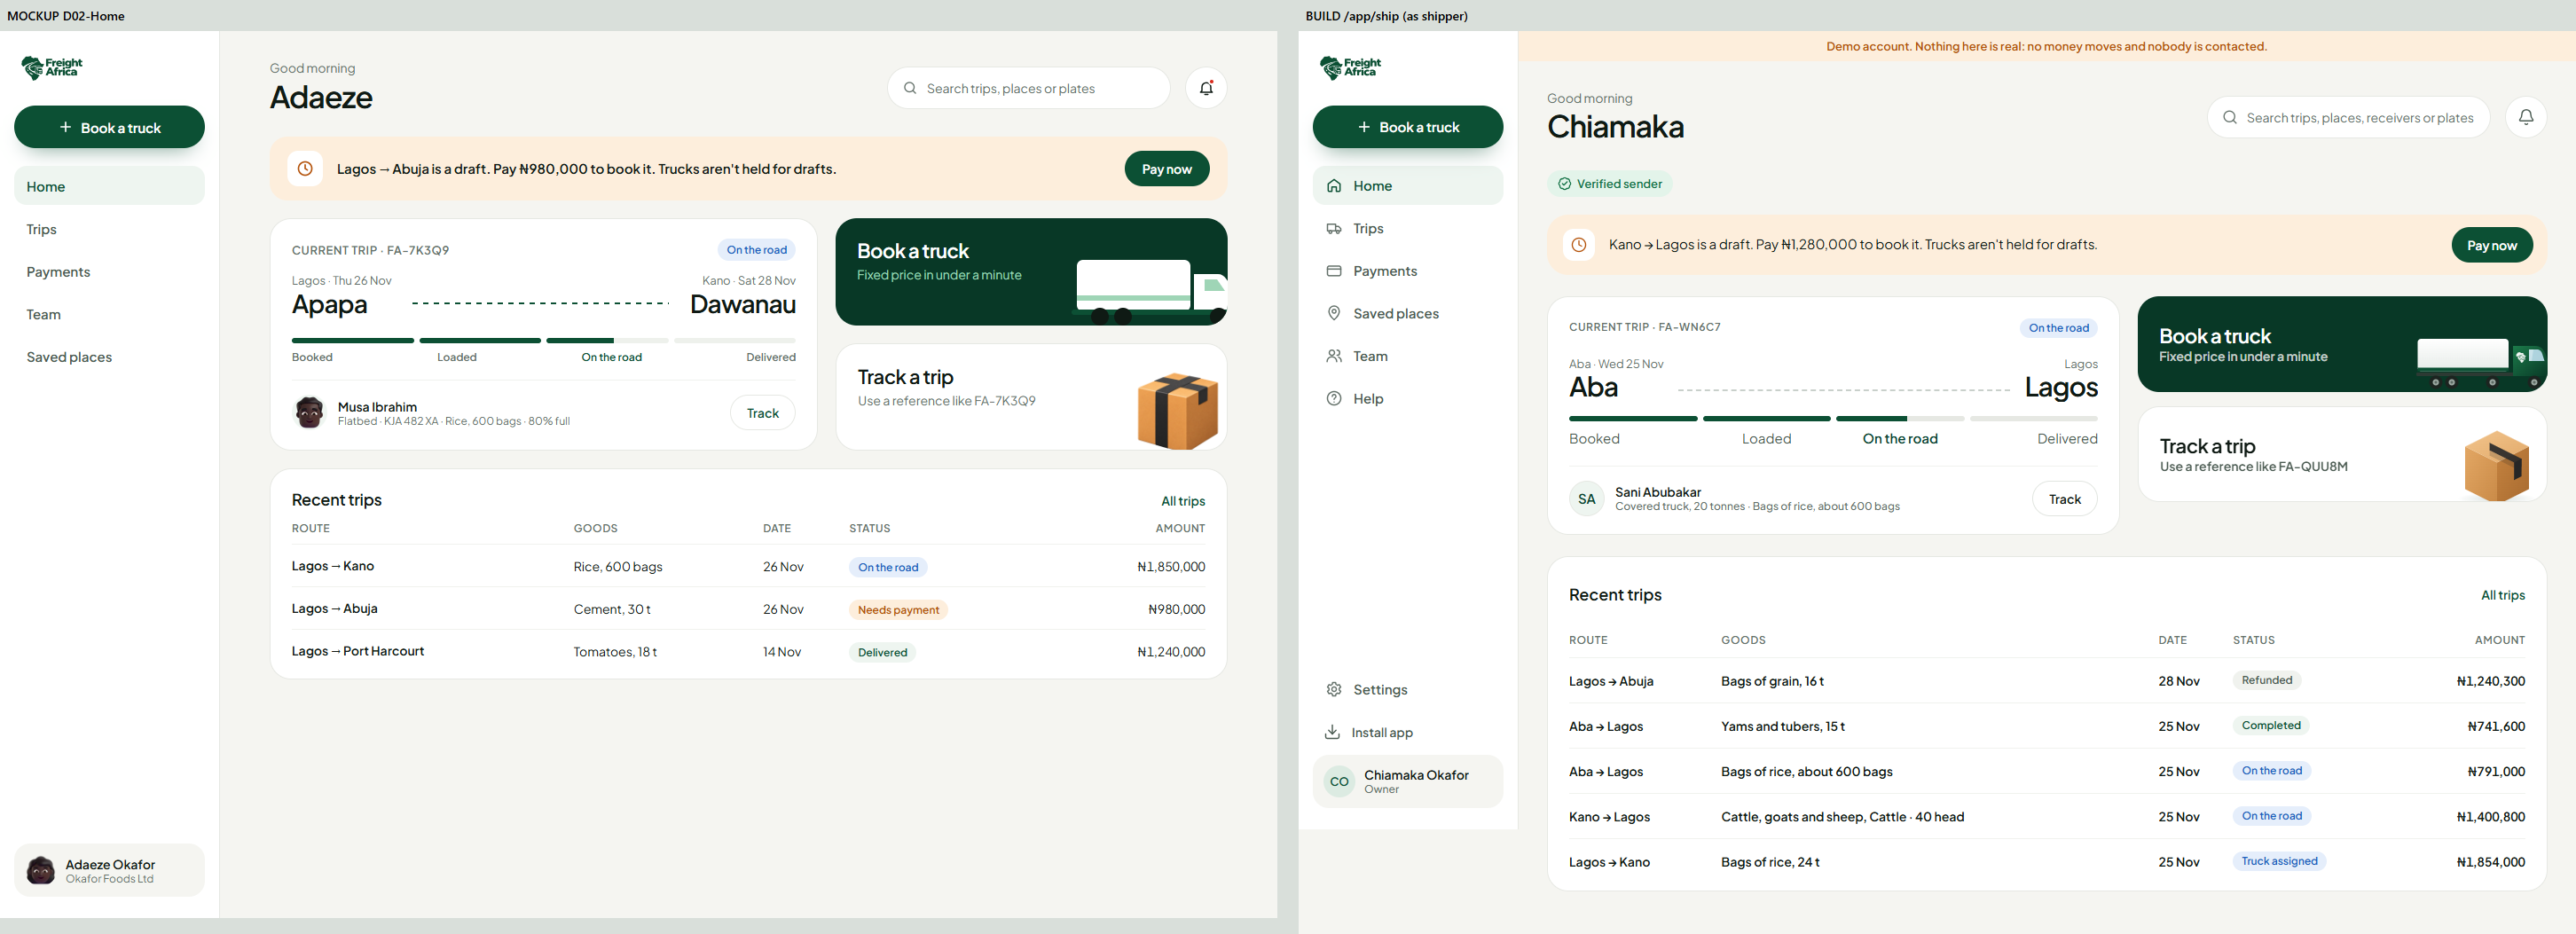 MOCKUP D02-Home
Freight Africa
Book a truck
Home
Trips
Payments
Team
Saved places
Adaeze Okafor
Okafor Foods Ltd
Good morning
Adaeze
Search trips, places or plates
Lagos → Abuja is a draft. Pay ₦980,000 to book it. Trucks aren't held for drafts.
Pay now
CURRENT TRIP · FA-7K3Q9
On the road
Lagos · Thu 26 Nov
Kano · Sat 28 Nov
Apapa
Dawanau
Booked
Loaded
On the road
Delivered
Musa Ibrahim
Flatbed · KJA 482 XA · Rice, 600 bags · 80% full
Track
Book a truck
Fixed price in under a minute
Track a trip
Use a reference like FA-7K3Q9
Recent trips
All trips
ROUTE GOODS DATE STATUS AMOUNT
Lagos → Kano Rice, 600 bags 26 Nov On the road ₦1,850,000
Lagos → Abuja Cement, 30 t 26 Nov Needs payment ₦980,000
Lagos → Port Harcourt Tomatoes, 18 t 14 Nov Delivered ₦1,240,000
BUILD /app/ship (as shipper)
Freight Africa
Book a truck
Home
Trips
Payments
Saved places
Team
Help
Settings
Install app
CO
Chiamaka Okafor
Owner
Demo account. Nothing here is real: no money moves and nobody is contacted.
Good morning
Chiamaka
Search trips, places, receivers or plates
Verified sender
Kano → Lagos is a draft. Pay ₦1,280,000 to book it. Trucks aren't held for drafts.
Pay now
CURRENT TRIP · FA-WN6C7
On the road
Aba · Wed 25 Nov
Lagos
Aba
Lagos
Booked
Loaded
On the road
Delivered
SA
Sani Abubakar
Covered truck, 20 tonnes · Bags of rice, about 600 bags
Track
Book a truck
Fixed price in under a minute
Track a trip
Use a reference like FA-QUU8M
Recent trips
All trips
ROUTE GOODS DATE STATUS AMOUNT
Lagos → Abuja Bags of grain, 16 t 28 Nov Refunded ₦1,240,300
Aba → Lagos Yams and tubers, 15 t 25 Nov Completed ₦741,600
Aba → Lagos Bags of rice, about 600 bags 25 Nov On the road ₦791,000
Kano → Lagos Cattle, goats and sheep, Cattle · 40 head 25 Nov On the road ₦1,400,800
Lagos → Kano Bags of rice, 24 t 25 Nov Truck assigned ₦1,854,000